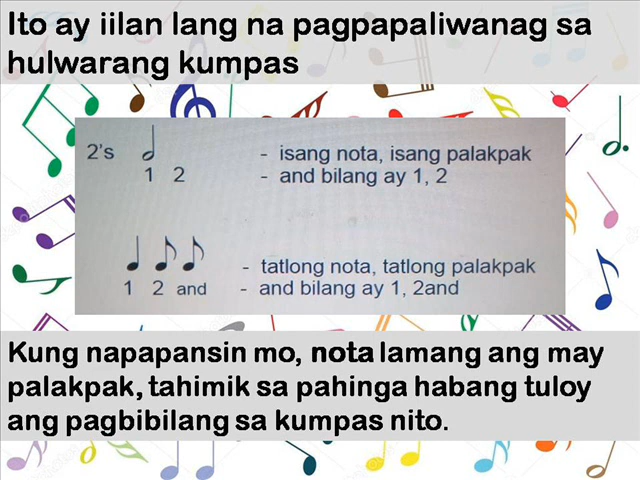 Ito ay iilan lang na pagpapaliwanag sa
hulwarang kumpas
2's - isang nota, isang palakpak
1 2 - and bilang ay 1, 2
- tatlong nota, tatlong palakpak
1 2 and - and bilang ay 1, 2and
Kung napapansin mo, nota lamang ang may
palakpak, tahimik sa pahinga habang tuloy
ang pagbibilang sa kumpas nito.